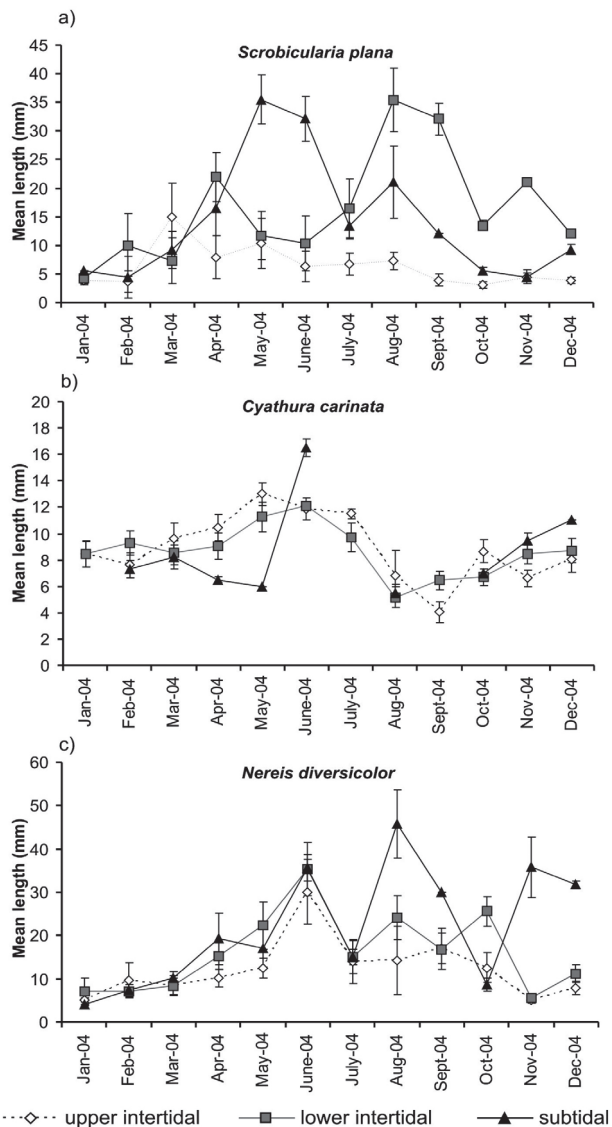 a)
Scrobicularia plana
Mean length (mm)
45
40
35
30
25
20
15
10
5
0
Jan-04
Feb-04
Mar-04
Apr-04
May-04
June-04
July-04
Aug-04
Sept-04
Oct-04
Nov-04
Dec-04
b)
Cyathura carinata
Mean length (mm)
20
18
16
14
12
10
8
6
4
2
0
Jan-04
Feb-04
Mar-04
Apr-04
May-04
June-04
July-04
Aug-04
Sept-04
Oct-04
Nov-04
Dec-04
c)
Nereis diversicolor
Mean length (mm)
60
50
40
30
20
10
0
Jan-04
Feb-04
Mar-04
Apr-04
May-04
June-04
July-04
Aug-04
Sept-04
Oct-04
Nov-04
Dec-04
upper intertidal lower intertidal subtidal